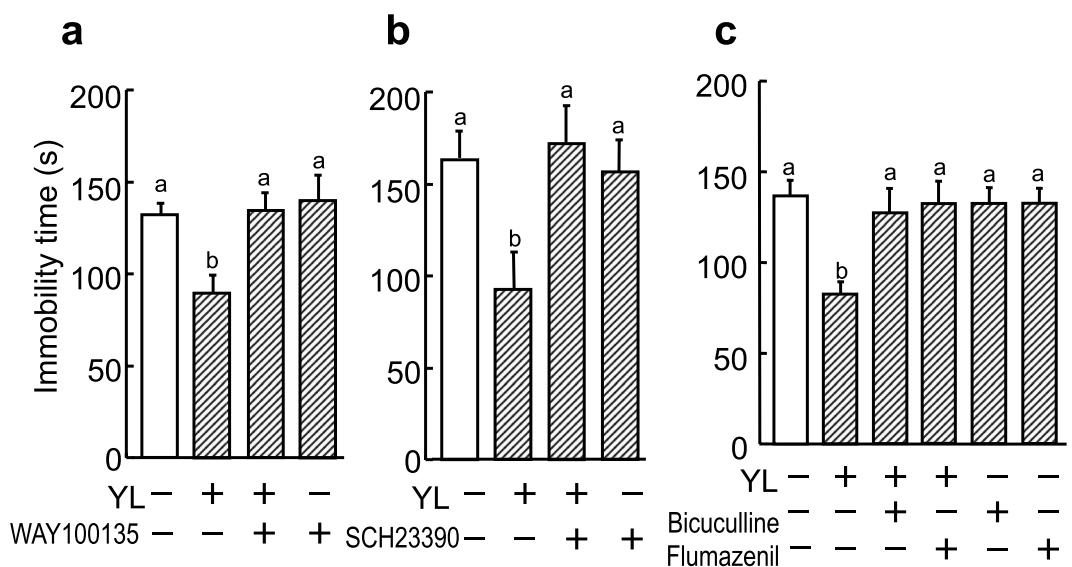 a
b
c
Immobility time (s)
200
150
100
50
0
a
b
a
a
YL − + + −
WAY100135 − − + +
200
150
100
50
0
a
b
a
a
YL − + + −
SCH23390 − − + +
200
150
100
50
0
a
b
a
a
a
a
YL − + + + − −
Bicuculline − − + − + −
Flumazenil − − − + − +